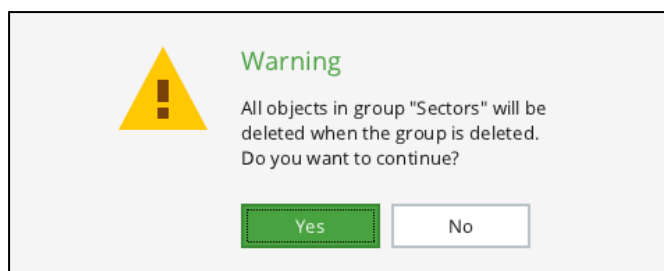 Warning
All objects in group "Sectors" will be
deleted when the group is deleted.
Do you want to continue?
Yes
No